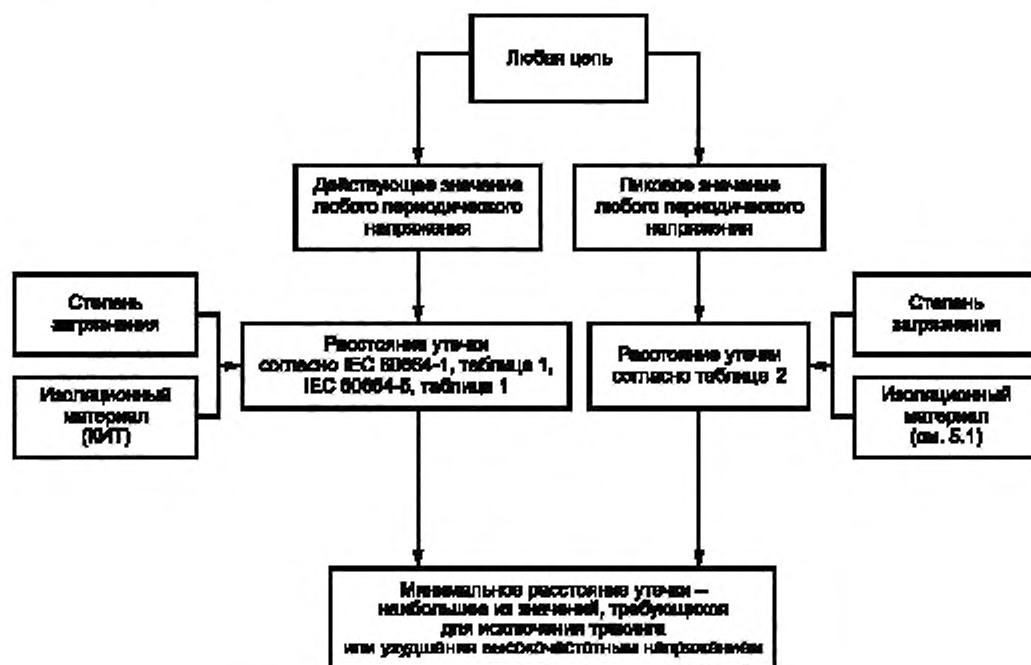 Любая цепь
Действующее значение
любого периодического
напряжения
Пиковое значение
любого периодического
напряжения
Степень
загрязнения
Расстояние утечки
согласно IEC 60664-1, таблица 1,
IEC 60664-5, таблица 1
Расстояние утечки
согласно таблице 2
Степень
загрязнения
Изоляционный
материал
(КИТ)
Изоляционный
материал
(см. 5.1)
Минимальное расстояние утечки –
наибольшее из значений, требующихся
для исключения трекинга
или ухудшения высокочастотным напряжением